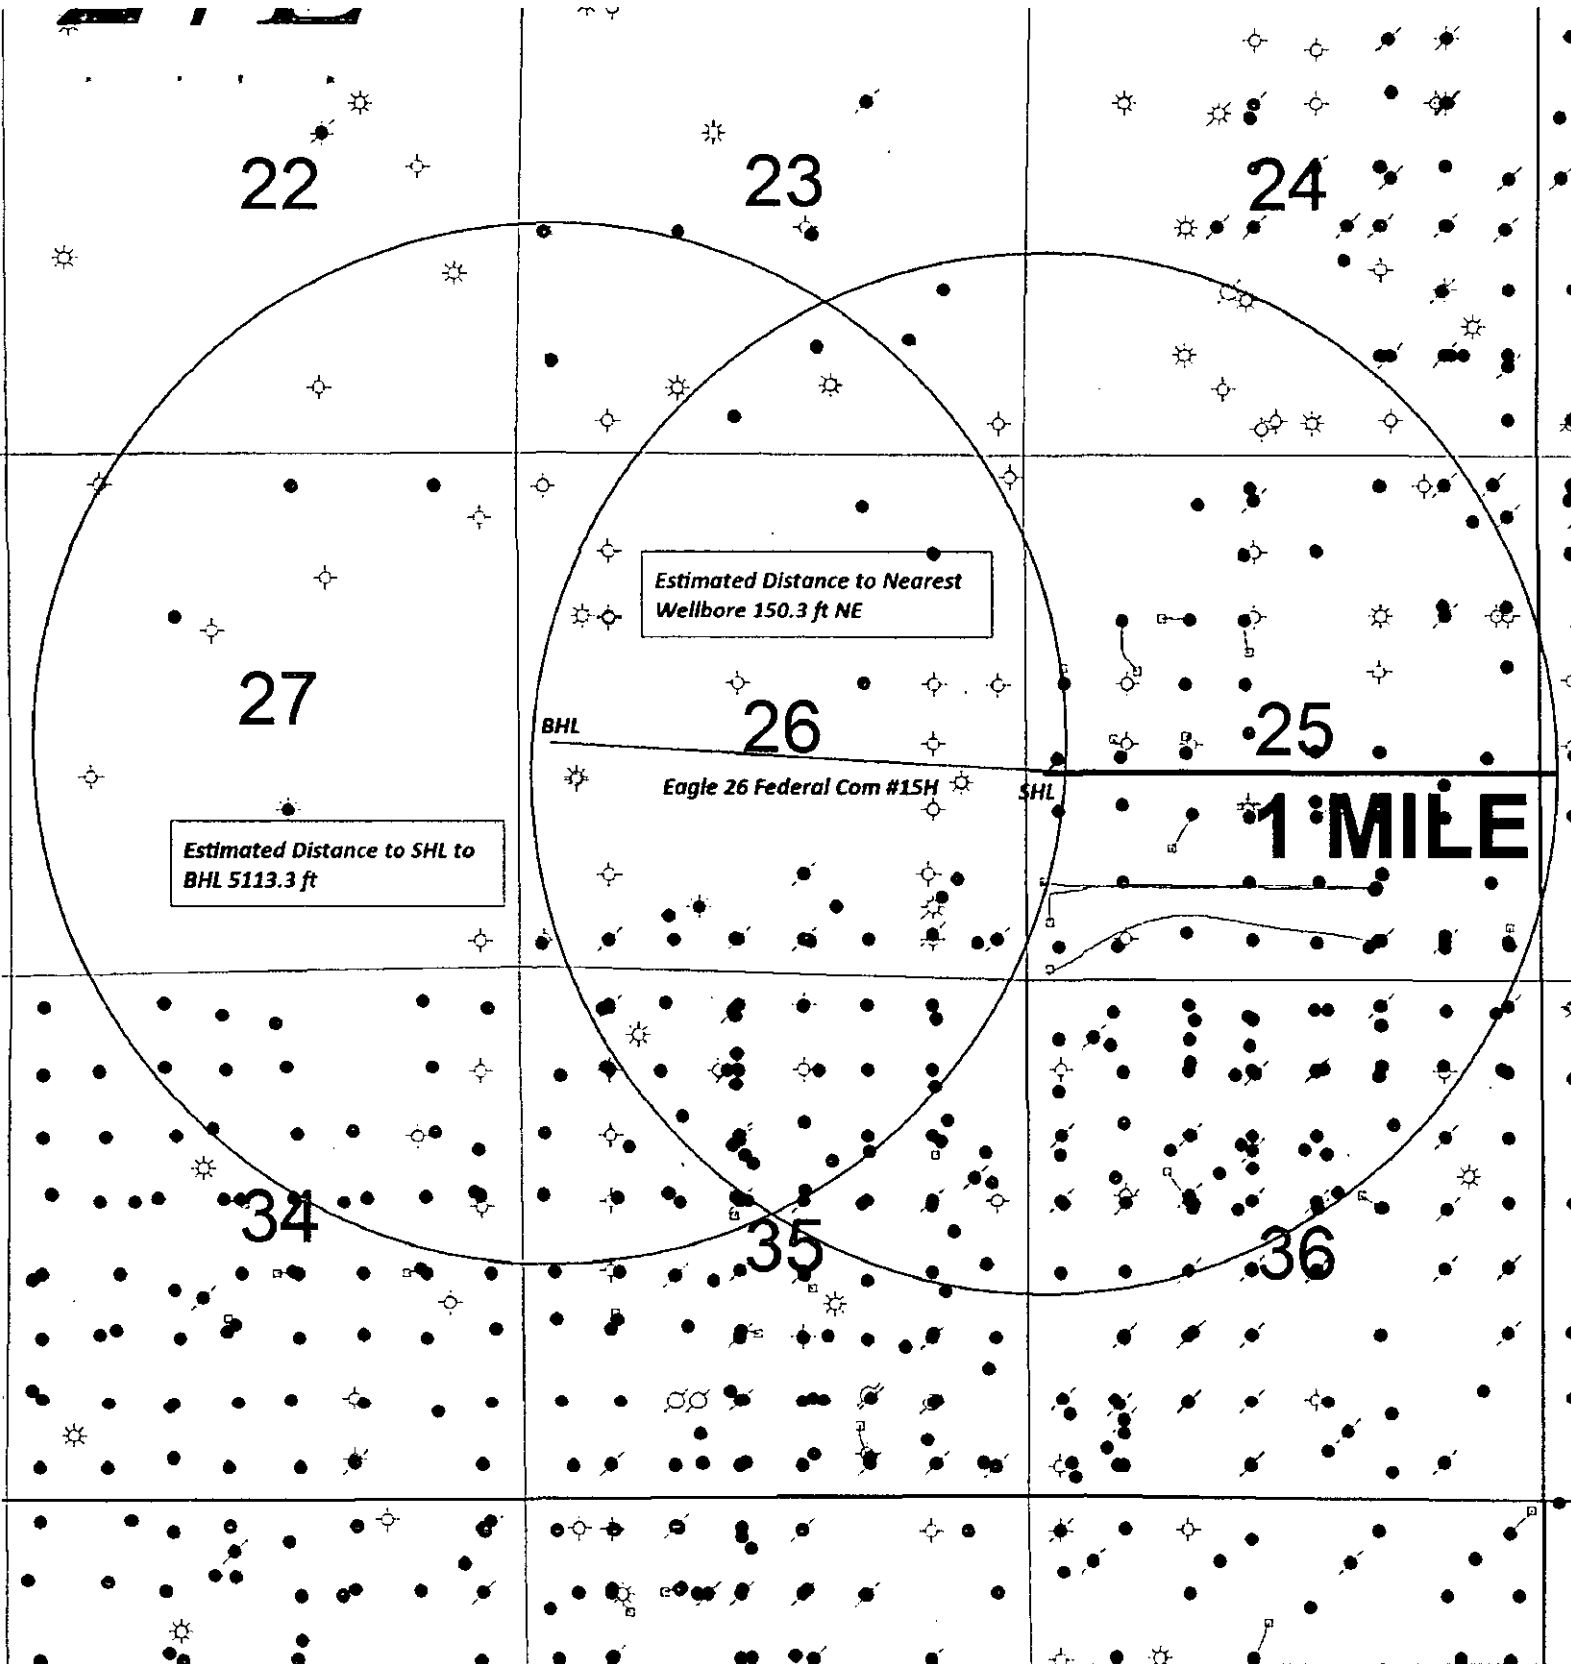 22
23
24
Estimated Distance to Nearest
Wellbore 150.3 ft NE
27
BHL
26
25
Eagle 26 Federal Com #15H
SHL
1 MILE
Estimated Distance to SHL to
BHL 5113.3 ft
34
35
36